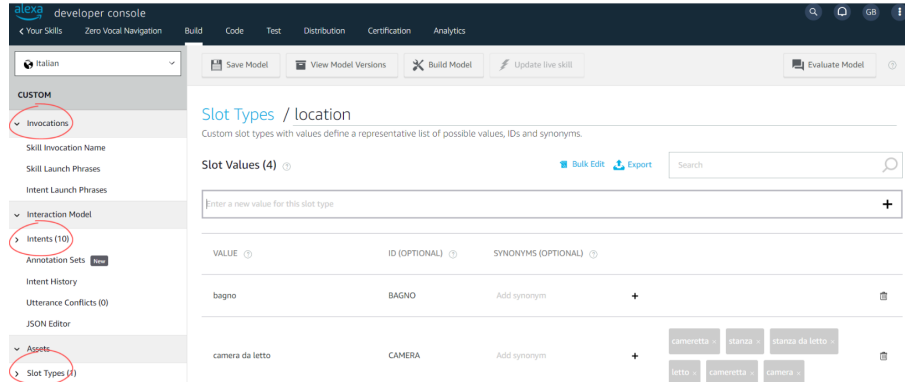 alexa developer console
GB
Your Skills Zero Vocal Navigation Build Code Test Distribution Certification Analytics
Italian
Save Model View Model Versions Build Model Update live skill Evaluate Model
CUSTOM
Invocations
Skill Invocation Name
Skill Launch Phrases
Intent Launch Phrases
Interaction Model
Intents (10)
Annotation Sets New
Intent History
Utterance Conflicts (0)
JSON Editor
Assets
Slot Types (1)
Slot Types / location
Custom slot types with values define a representative list of possible values, IDs and synonyms.
Slot Values (4)
Bulk Edit Export Search
Enter a new value for this slot type
VALUE ID (OPTIONAL) SYNONYMS (OPTIONAL)
bagno BAGNO Add synonym
camera da letto CAMERA Add synonym
cameretta stanza stanza da letto
letto cameretta camera